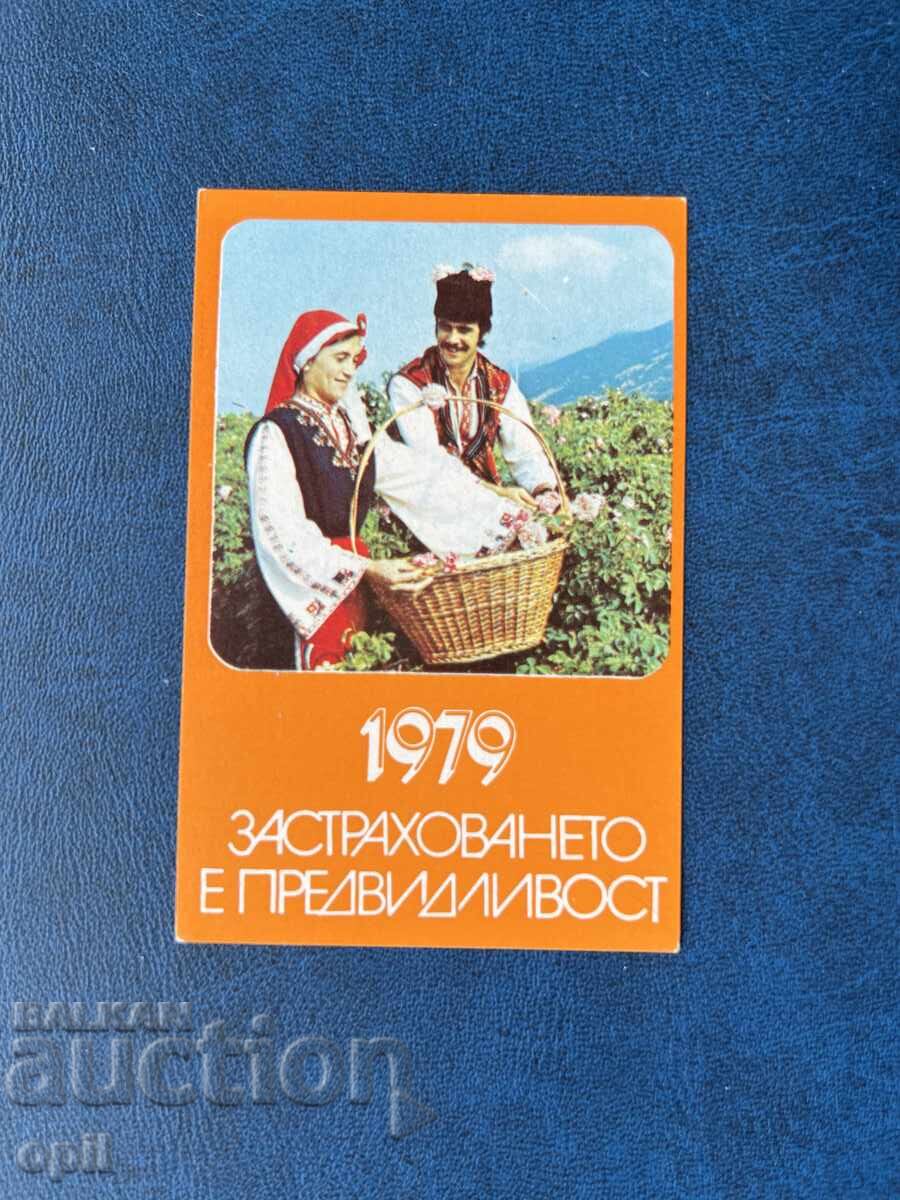 1979
ЗАСТРАХОВАНЕТО
Е ПРЕДВИДЛИВОСТ
BALKAN
auction
opil